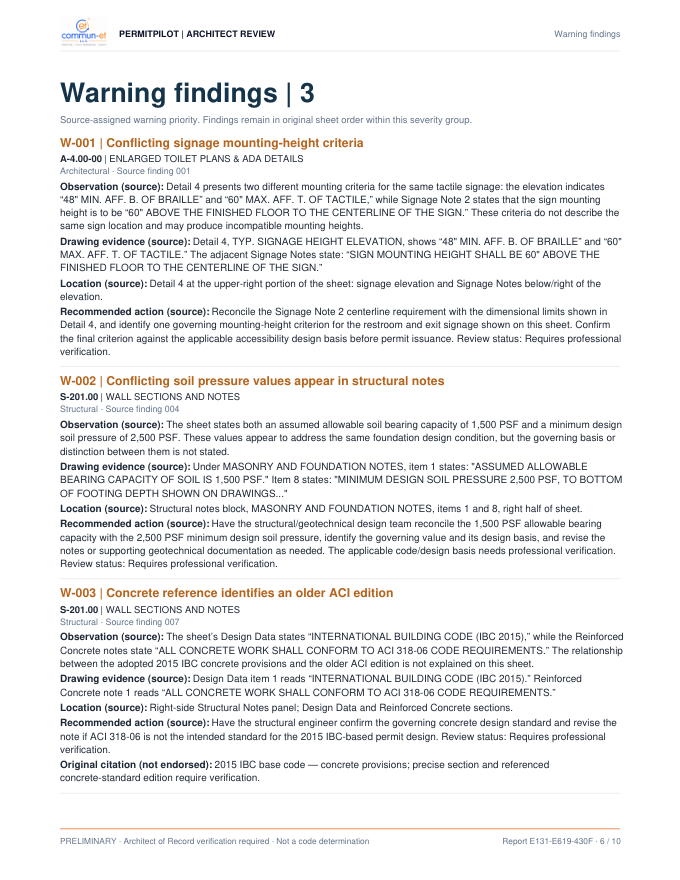 et
commun-et
LLC
PERMITPILOT | ARCHITECT REVIEW
Warning findings
Warning findings | 3
Source-assigned warning priority. Findings remain in original sheet order within this severity group.
W-001 | Conflicting signage mounting-height criteria
A-4.00-00 | ENLARGED TOILET PLANS & ADA DETAILS
Architectural · Source finding 001
Observation (source): Detail 4 presents two different mounting criteria for the same tactile signage: the elevation indicates
“48" MIN. AFF. B. OF BRAILLE” and “60" MAX. AFF. T. OF TACTILE,” while Signage Note 2 states that the sign mounting
height is to be “60" ABOVE THE FINISHED FLOOR TO THE CENTERLINE OF THE SIGN.” These criteria do not describe the
same sign location and may produce incompatible mounting heights.
Drawing evidence (source): Detail 4, TYP. SIGNAGE HEIGHT ELEVATION, shows “48" MIN. AFF. B. OF BRAILLE” and “60"
MAX. AFF. T. OF TACTILE.” The adjacent Signage Notes state: “SIGN MOUNTING HEIGHT SHALL BE 60" ABOVE THE
FINISHED FLOOR TO THE CENTERLINE OF THE SIGN.”
Location (source): Detail 4 at the upper-right portion of the sheet: signage elevation and Signage Notes below/right of the
elevation.
Recommended action (source): Reconcile the Signage Note 2 centerline requirement with the dimensional limits shown in
Detail 4, and identify one governing mounting-height criterion for the restroom and exit signage shown on this sheet. Confirm
the final criterion against the applicable accessibility design basis before permit issuance. Review status: Requires professional
verification.
W-002 | Conflicting soil pressure values appear in structural notes
S-201.00 | WALL SECTIONS AND NOTES
Structural · Source finding 004
Observation (source): The sheet states both an assumed allowable soil bearing capacity of 1,500 PSF and a minimum design
soil pressure of 2,500 PSF. These values appear to address the same foundation design condition, but the governing basis or
distinction between them is not stated.
Drawing evidence (source): Under MASONRY AND FOUNDATION NOTES, item 1 states: "ASSUMED ALLOWABLE
BEARING CAPACITY OF SOIL IS 1,500 PSF." Item 8 states: "MINIMUM DESIGN SOIL PRESSURE 2,500 PSF, TO BOTTOM
OF FOOTING DEPTH SHOWN ON DRAWINGS..."
Location (source): Structural notes block, MASONRY AND FOUNDATION NOTES, items 1 and 8, right half of sheet.
Recommended action (source): Have the structural/geotechnical design team reconcile the 1,500 PSF allowable bearing
capacity with the 2,500 PSF minimum design soil pressure, identify the governing value and its design basis, and revise the
notes or supporting geotechnical documentation as needed. The applicable code/design basis needs professional verification.
Review status: Requires professional verification.
W-003 | Concrete reference identifies an older ACI edition
S-201.00 | WALL SECTIONS AND NOTES
Structural · Source finding 007
Observation (source): The sheet’s Design Data states “INTERNATIONAL BUILDING CODE (IBC 2015),” while the Reinforced
Concrete notes state “ALL CONCRETE WORK SHALL CONFORM TO ACI 318-06 CODE REQUIREMENTS.” The relationship
between the adopted 2015 IBC concrete provisions and the older ACI edition is not explained on this sheet.
Drawing evidence (source): Design Data item 1 reads “INTERNATIONAL BUILDING CODE (IBC 2015).” Reinforced
Concrete note 1 reads “ALL CONCRETE WORK SHALL CONFORM TO ACI 318-06 CODE REQUIREMENTS.”
Location (source): Right-side Structural Notes panel; Design Data and Reinforced Concrete sections.
Recommended action (source): Have the structural engineer confirm the governing concrete design standard and revise the
note if ACI 318-06 is not the intended standard for the 2015 IBC-based permit design. Review status: Requires professional
verification.
Original citation (not endorsed): 2015 IBC base code — concrete provisions; precise section and referenced
concrete-standard edition require verification.
PRELIMINARY · Architect of Record verification required · Not a code determination
Report E131-E619-430F · 6 / 10